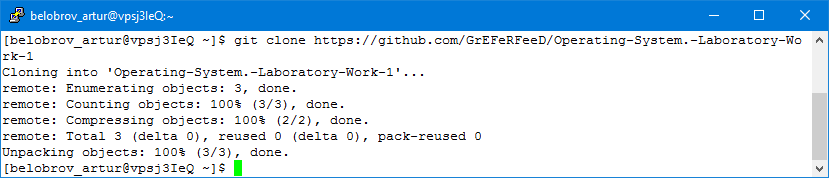 belobrov_artur@vpsj3IeQ:~
[belobrov_artur@vpsj3IeQ ~]$ git clone https://github.com/GrEFeRFeeD/Operating-System.-Laboratory-Wo
rk-1
Cloning into 'Operating-System.-Laboratory-Work-1'...
remote: Enumerating objects: 3, done.
remote: Counting objects: 100% (3/3), done.
remote: Compressing objects: 100% (2/2), done.
remote: Total 3 (delta 0), reused 0 (delta 0), pack-reused 0
Unpacking objects: 100% (3/3), done.
[belobrov_artur@vpsj3IeQ ~]$